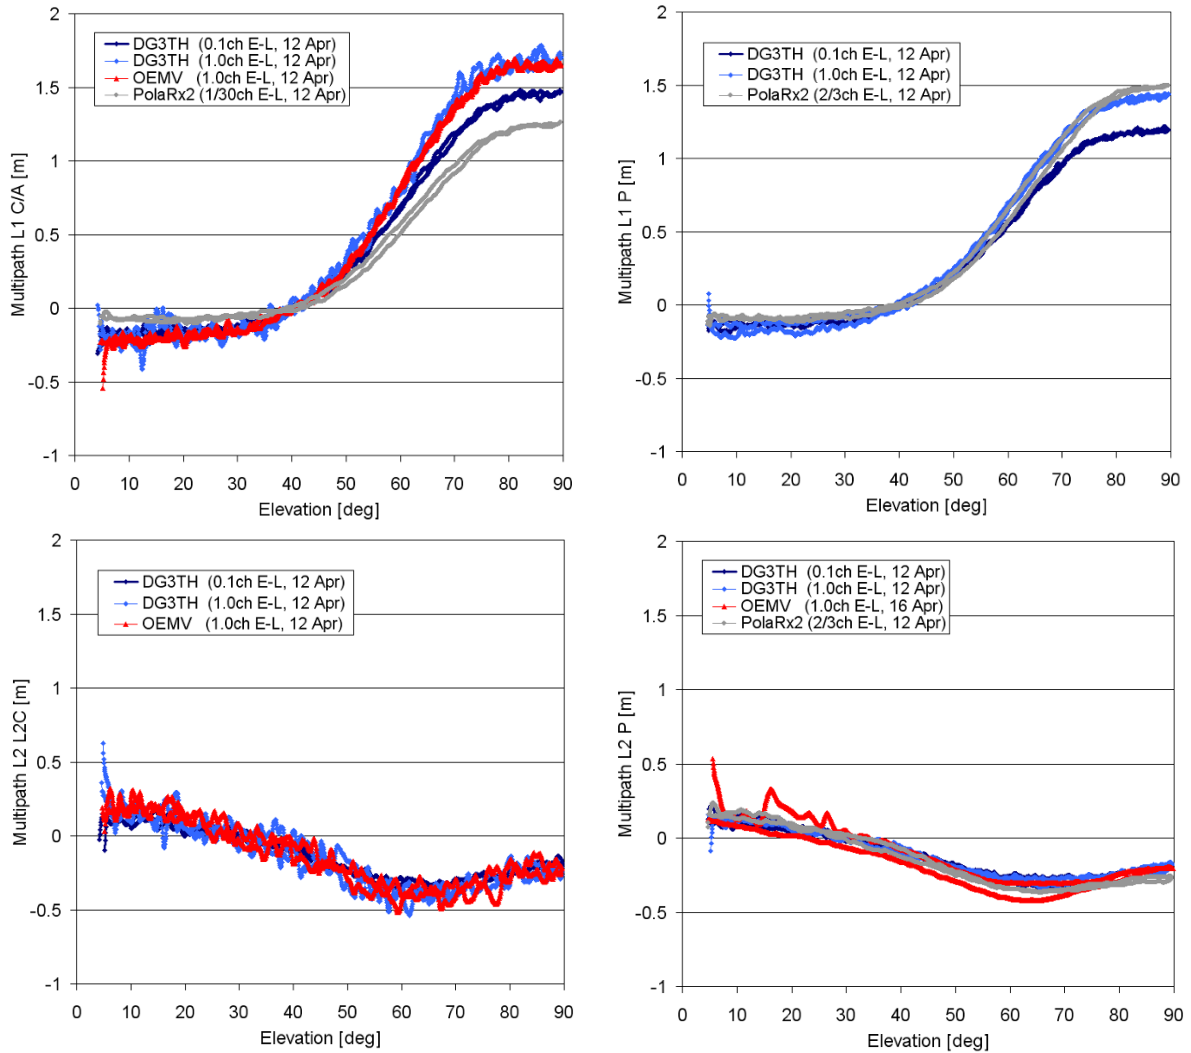 2
1.5
1
0.5
0
-0.5
-1
Multipath L1 C/A [m]
DG3TH (0.1ch E-L, 12 Apr)
DG3TH (1.0ch E-L, 12 Apr)
OEMV (1.0ch E-L, 12 Apr)
PolaRx2 (1/30ch E-L, 12 Apr)
0 10 20 30 40 50 60 70 80 90
Elevation [deg]
2
1.5
1
0.5
0
-0.5
-1
Multipath L1 P [m]
DG3TH (0.1ch E-L, 12 Apr)
DG3TH (1.0ch E-L, 12 Apr)
PolaRx2 (2/3ch E-L, 12 Apr)
0 10 20 30 40 50 60 70 80 90
Elevation [deg]
2
1.5
1
0.5
0
-0.5
-1
Multipath L2 L2C [m]
DG3TH (0.1ch E-L, 12 Apr)
DG3TH (1.0ch E-L, 12 Apr)
OEMV (1.0ch E-L, 12 Apr)
0 10 20 30 40 50 60 70 80 90
Elevation [deg]
2
1.5
1
0.5
0
-0.5
-1
Multipath L2 P [m]
DG3TH (0.1ch E-L, 12 Apr)
DG3TH (1.0ch E-L, 12 Apr)
OEMV (1.0ch E-L, 16 Apr)
PolaRx2 (2/3ch E-L, 12 Apr)
0 10 20 30 40 50 60 70 80 90
Elevation [deg]